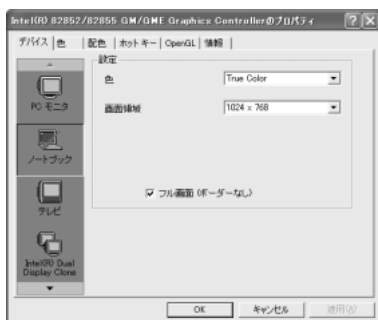 Intel(R) 82852/82855 GM/GME Graphics Controllerのプロパティ
デバイス 色 配色 ホットキー OpenGL 情報
設定
色 True Color
画面領域 1024 x 768
PC モニタ
ノートブック
テレビ
Intel(R) Dual
Display Clone
フル画面 (ボーダーなし)
OK キャンセル 適用(A)